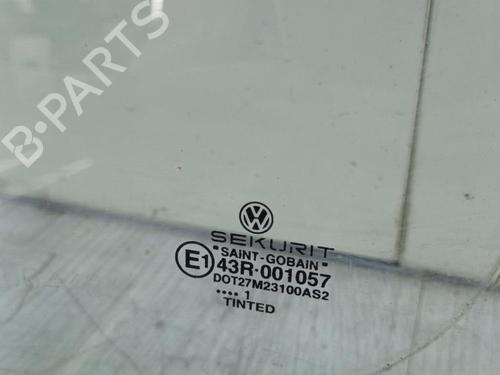 B-PARTS
SEKURIT
SAINT-GOBAIN
E1 43R-001057
DOT27M23100AS2
.... 1
TINTED